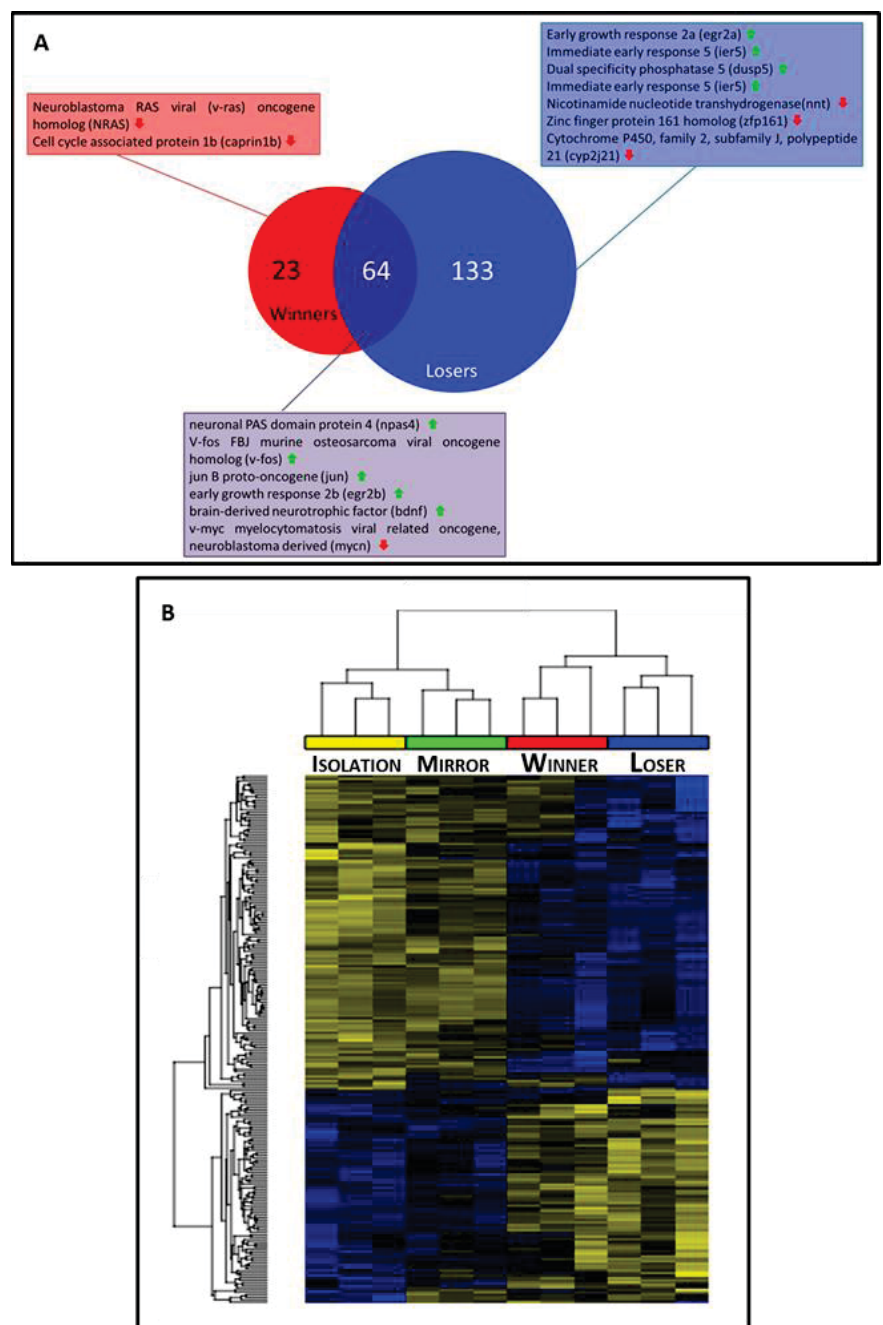 A
Early growth response 2a (egr2a)
Immediate early response 5 (ier5)
Dual specificity phosphatase 5 (dusp5)
Immediate early response 5 (ier5)
Nicotinamide nucleotide transhydrogenase(nnt)
Zinc finger protein 161 homolog (zfp161)
Cytochrome P450, family 2, subfamily J, polypeptide
21 (cyp2j21)
Neuroblastoma RAS viral (v-ras) oncogene
homolog (NRAS)
Cell cycle associated protein 1b (caprin1b)
23
64
133
Winners
Losers
neuronal PAS domain protein 4 (npas4)
V-fos FBJ murine osteosarcoma viral oncogene
homolog (v-fos)
jun B proto-oncogene (jun)
early growth response 2b (egr2b)
brain-derived neurotrophic factor (bdnf)
v-myc myelocytomatosis viral related oncogene,
neuroblastoma derived (mycn)
B
ISOLATION MIRROR WINNER LOSER